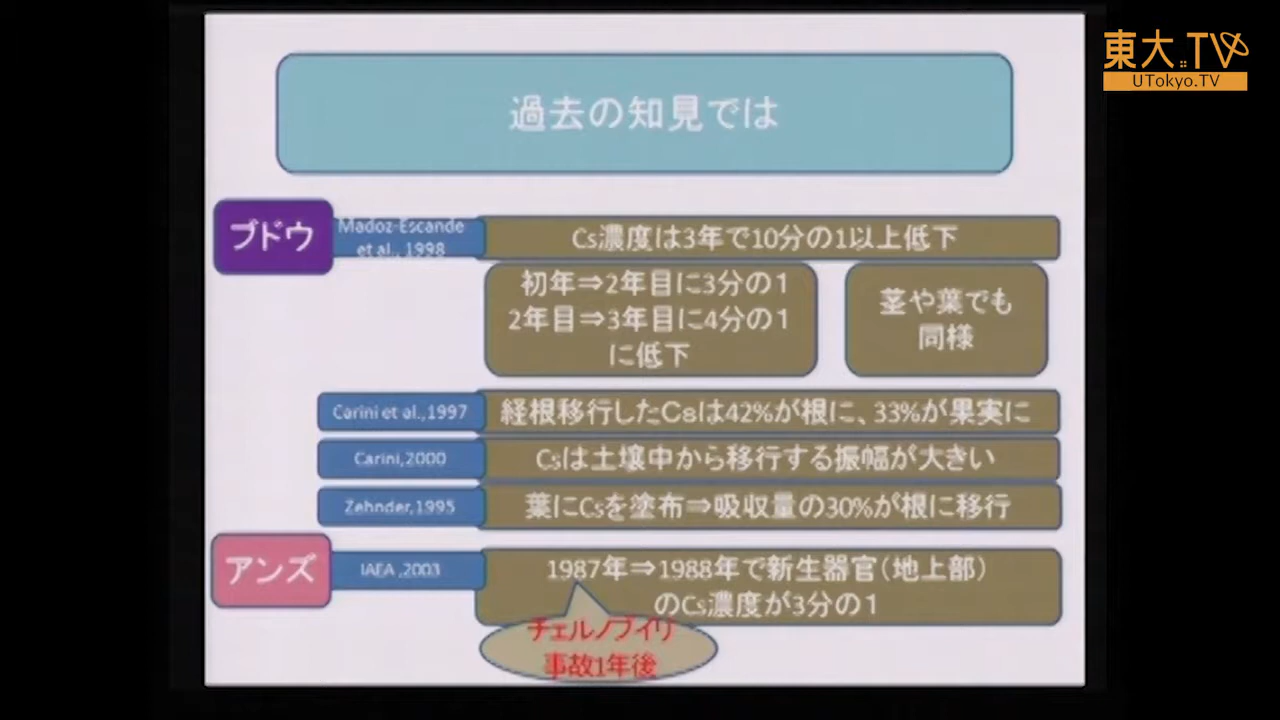 東大TV
UTokyo.TV
過去の知見では
ブドウ
Madoz-Escande
et al., 1998
Cs濃度は3年で10分の1以上低下
初年⇒2年目に3分の1
2年目⇒3年目に4分の1
に低下
茎や葉でも
同様
Carini et al.,1997
経根移行したCsは42%が根に、33%が果実に
Carini,2000
Csは土壌中から移行する振幅が大きい
Zehnder,1995
葉にCsを塗布⇒吸収量の30%が根に移行
アンズ
IAEA ,2003
1987年⇒1988年で新生器官(地上部)
のCs濃度が3分の1
チェルノブイリ
事故1年後